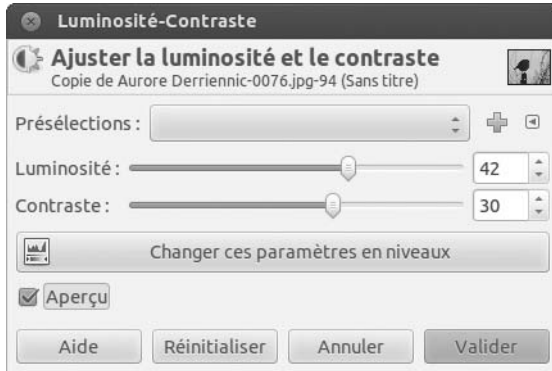 Luminosité-Contraste
Ajuster la luminosité et le contraste
Copie de Aurore Derriennic-0076.jpg-94 (Sans titre)
Présélections :
Luminosité : 42
Contraste : 30
Changer ces paramètres en niveaux
Aperçu
Aide Réinitialiser Annuler Valider